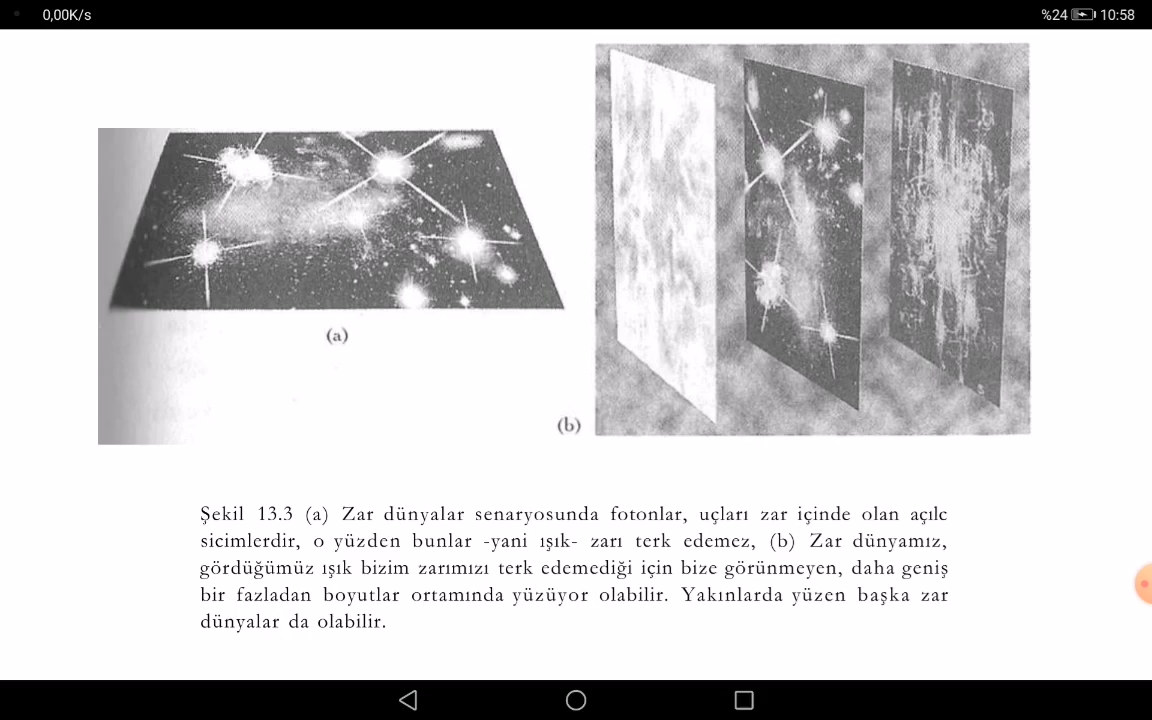 0,00K/s
%24 10:58
(a)
(b)
Şekil 13.3 (a) Zar dünyalar senaryosunda fotonlar, uçları zar içinde olan açılc
sicimlerdir, o yüzden bunlar -yani ışık- zarı terk edemez, (b) Zar dünyamız,
gördüğümüz ışık bizim zarımızı terk edemediği için bize görünmeyen, daha geniş
bir fazladan boyutlar ortamında yüzüyor olabilir. Yakınlarda yüzen başka zar
dünyalar da olabilir.